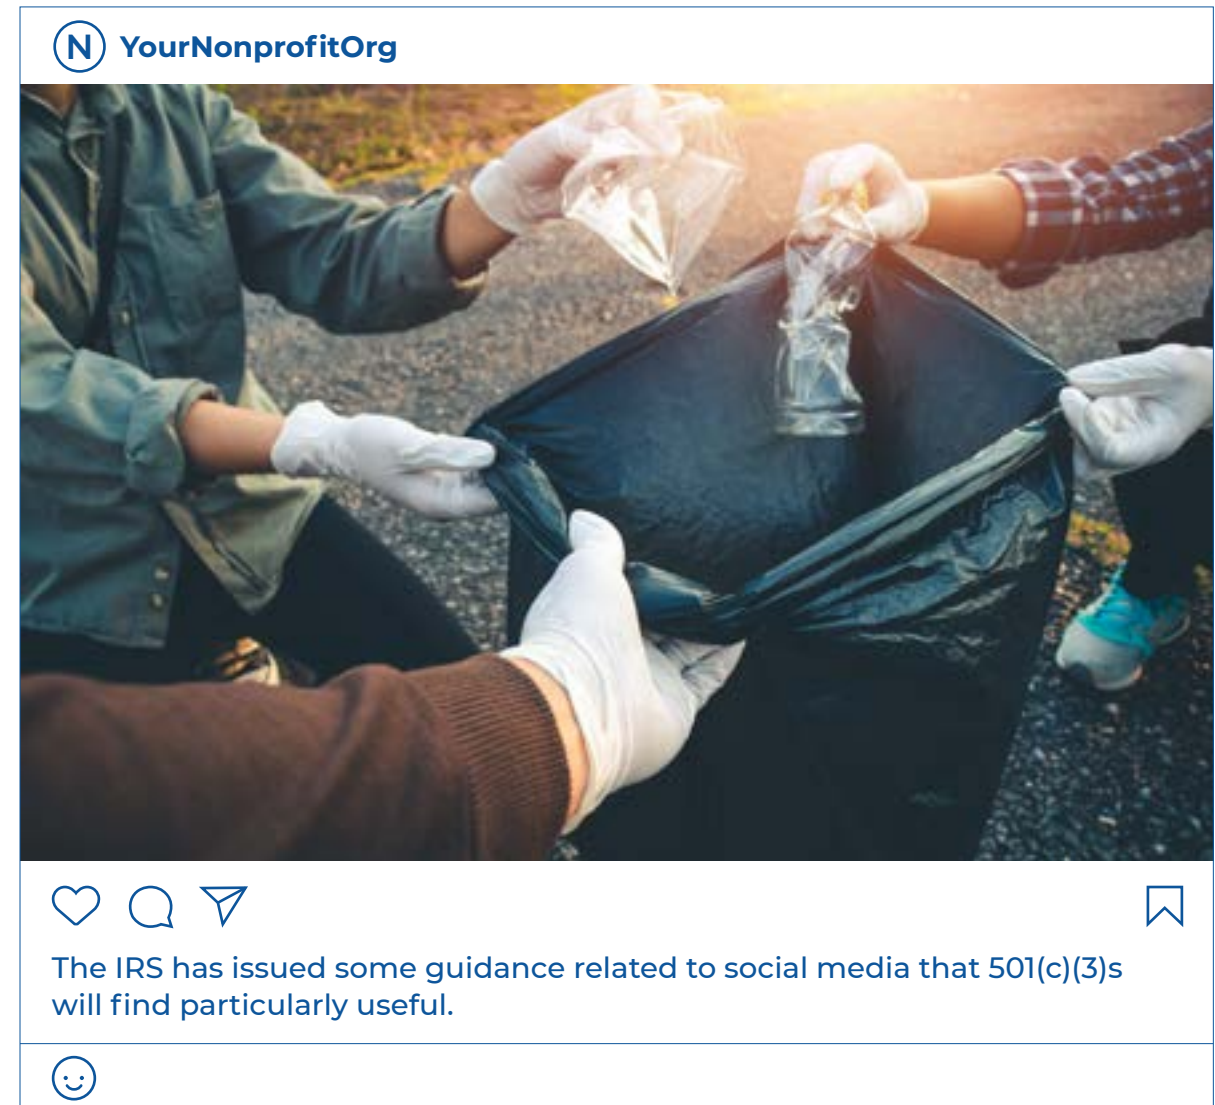 N YourNonprofitOrg
The IRS has issued some guidance related to social media that 501(c)(3)s
will find particularly useful.